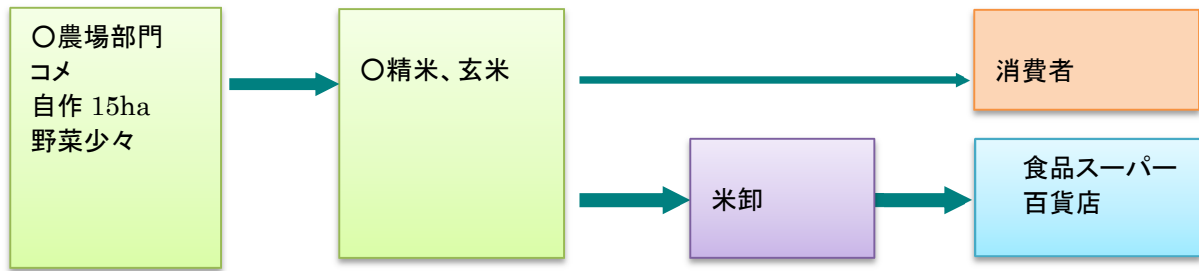 〇農場部門
コメ
自作 15ha
野菜少々
〇精米、玄米
消費者
米卸
食品スーパー
百貨店